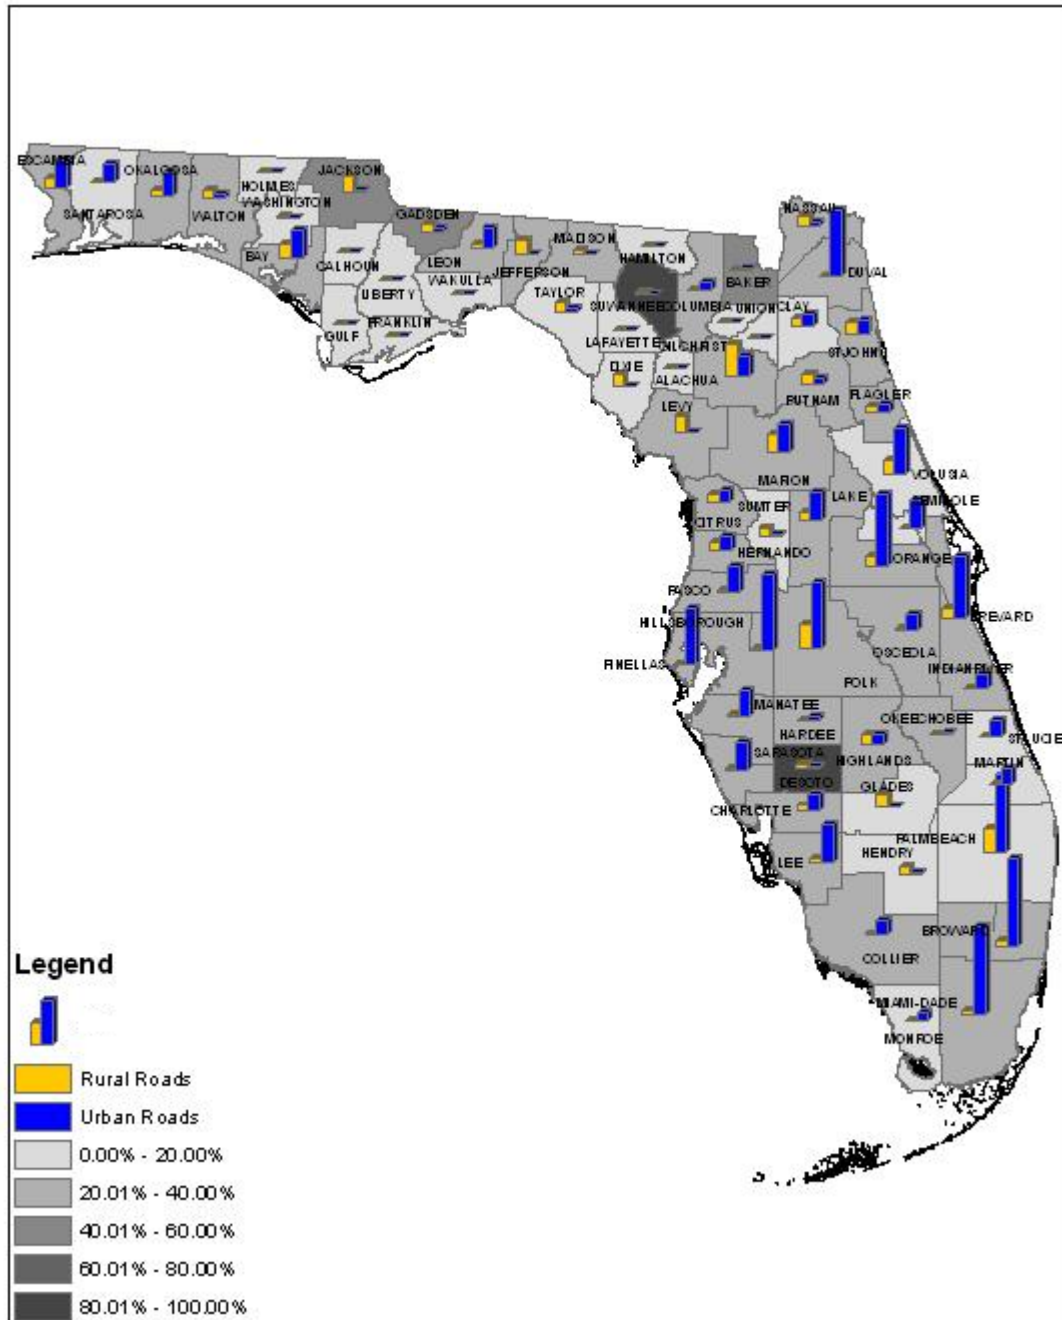 ESCAMBIA
OKALOOSA
SANTAROSA
WALTON
HOLMES
WASHINGTON
JACKSON
BAY
CALHOUN
GADSDEN
LIBERTY
GULF
FRANKLIN
LEON
WAKULLA
JEFFERSON
MADISON
TAYLOR
HAMILTON
SUWANNEE
COLUMBIA
LAFAYETTE
DIXIE
GILCHRIST
ALACHUA
LEVY
BAKER
UNION
NASSAU
DUVAL
CLAY
ST.JOHNS
PUTNAM
FLAGLER
MARION
VOLUSIA
LAKE
SEMINOLE
CITRUS
SUMTER
HERNANDO
ORANGE
PASCO
HILLSBOROUGH
PINELLAS
BREVARD
OSCEOLA
POLK
INDIAN RIVER
MANATEE
HARDEE
OKEECHOBEE
ST.LUCIE
SARASOTA
DESOTO
HIGHLANDS
MARTIN
CHARLOTTE
GLADES
LEE
HENDRY
PALM BEACH
BROWARD
COLLIER
MIAMI-DADE
MONROE
Legend
Rural Roads
Urban Roads
0.00% - 20.00%
20.01% - 40.00%
40.01% - 60.00%
60.01% - 80.00%
80.01% - 100.00%